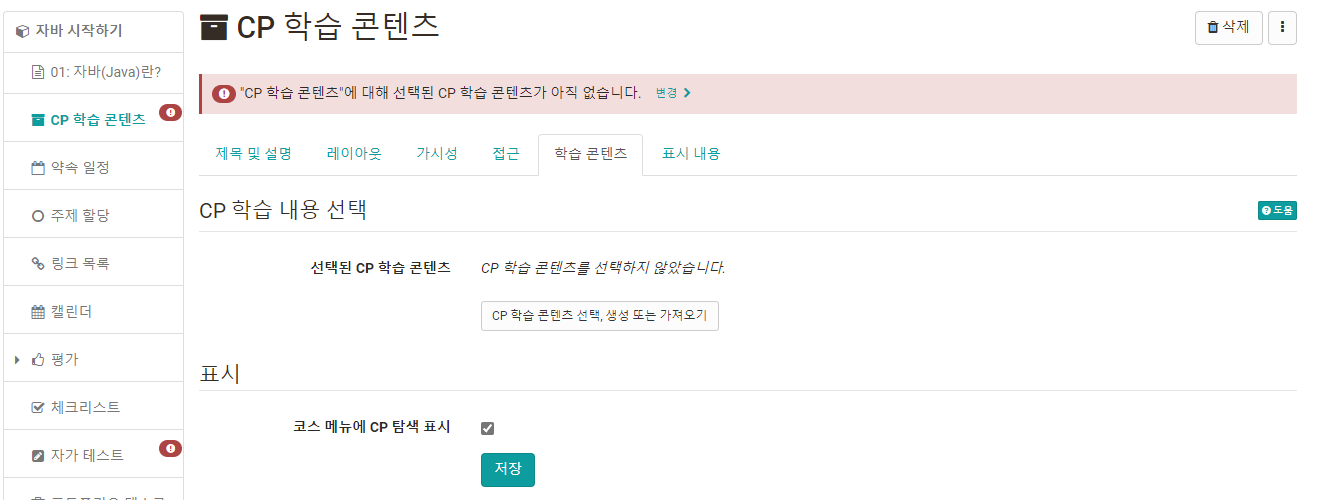 자바 시작하기
01: 자바(Java)란?
CP 학습 콘텐츠
약속 일정
주제 할당
링크 목록
캘린더
평가
체크리스트
자가 테스트
CP 학습 콘텐츠
삭제
"CP 학습 콘텐츠"에 대해 선택된 CP 학습 콘텐츠가 아직 없습니다. 변경
제목 및 설명 레이아웃 가시성 접근 학습 콘텐츠 표시 내용
CP 학습 내용 선택
도움
선택된 CP 학습 콘텐츠 CP 학습 콘텐츠를 선택하지 않았습니다.
CP 학습 콘텐츠 선택, 생성 또는 가져오기
표시
코스 메뉴에 CP 탐색 표시
저장